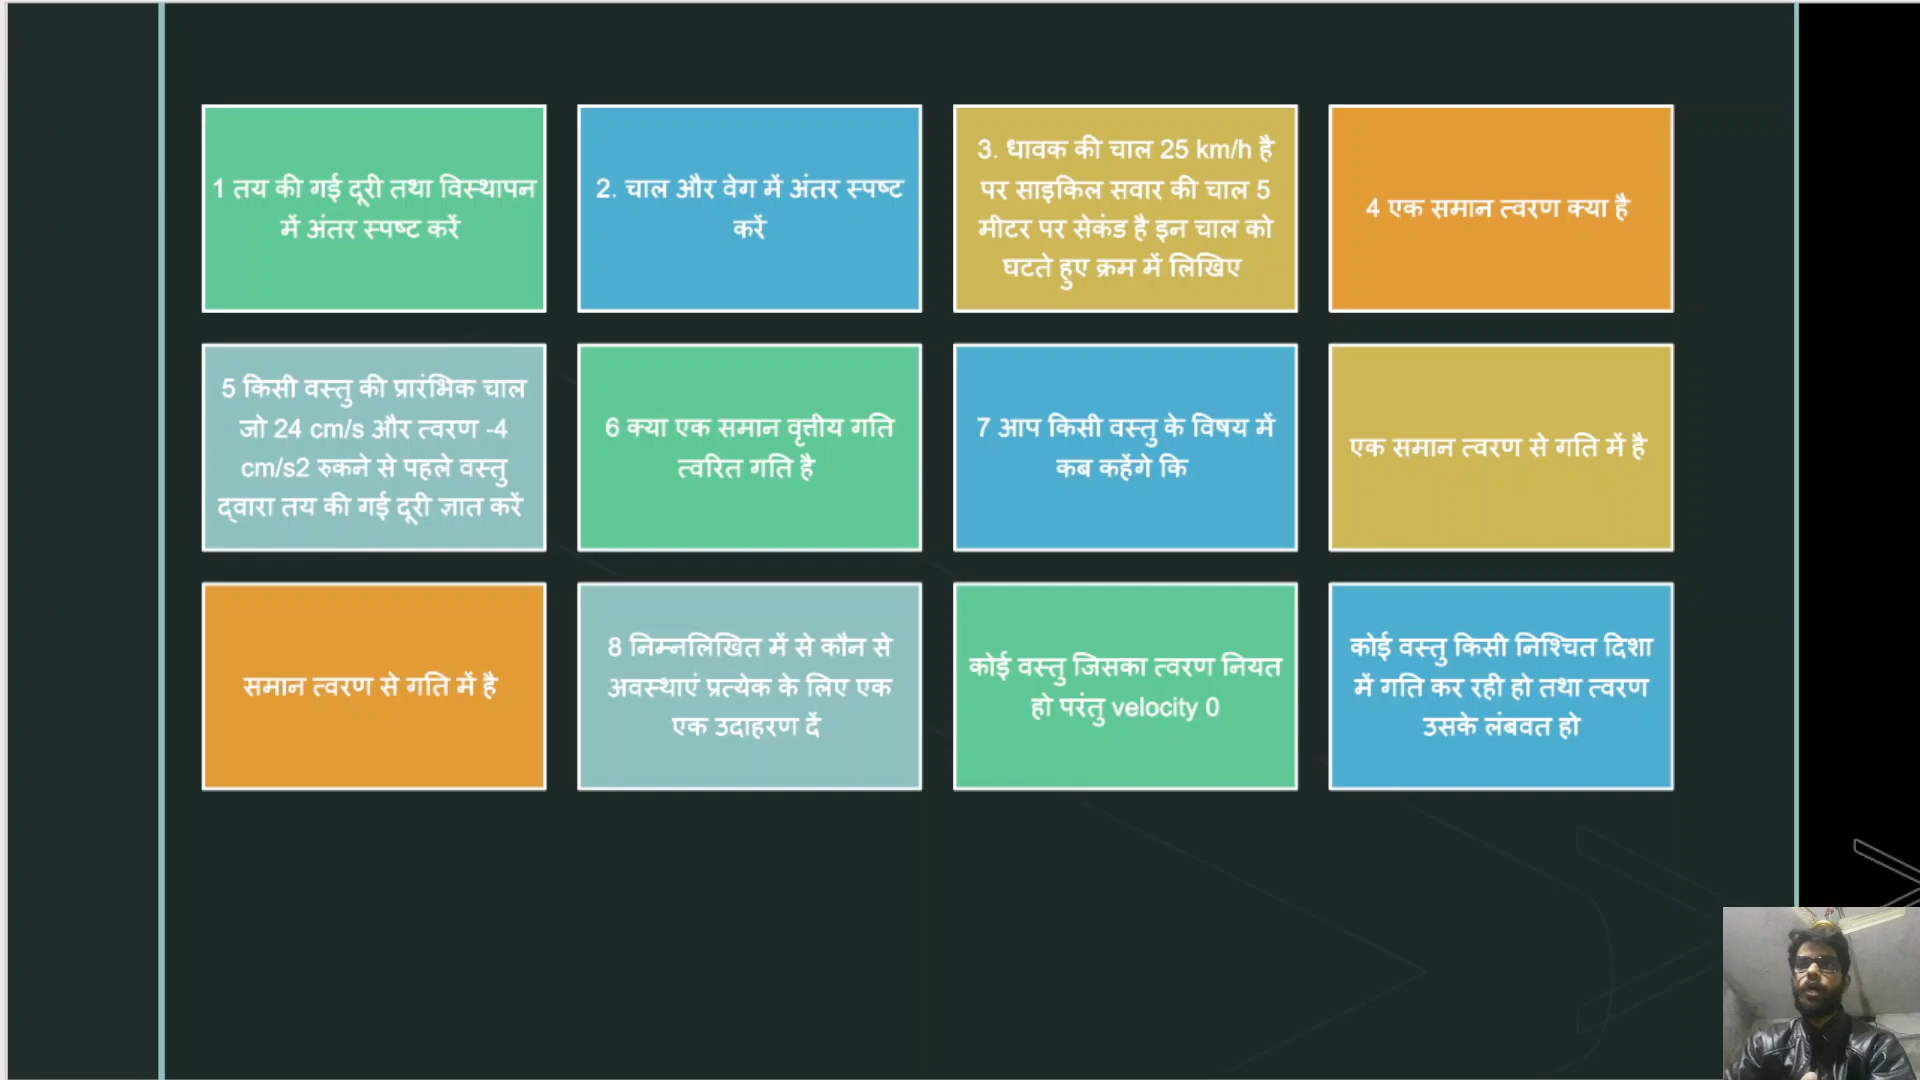 1 तय की गई दूरी तथा विस्थापन
में अंतर स्पष्ट करें
2. चाल और वेग में अंतर स्पष्ट
करें
3. धावक की चाल 25 km/h है
पर साइकिल सवार की चाल 5
मीटर पर सेकंड है इन चाल को
घटते हुए क्रम में लिखिए
4 एक समान त्वरण क्या है
5 किसी वस्तु की प्रारंभिक चाल
जो 24 cm/s और त्वरण -4
cm/s2 रुकने से पहले वस्तु
द्वारा तय की गई दूरी ज्ञात करें
6 क्या एक समान वृत्तीय गति
त्वरित गति है
7 आप किसी वस्तु के विषय में
कब कहेंगे कि
एक समान त्वरण से गति में है
समान त्वरण से गति में है
8 निम्नलिखित में से कौन से
अवस्थाएं प्रत्येक के लिए एक
एक उदाहरण दें
कोई वस्तु जिसका त्वरण नियत
हो परंतु velocity 0
कोई वस्तु किसी निश्चित दिशा
में गति कर रही हो तथा त्वरण
उसके लंबवत हो